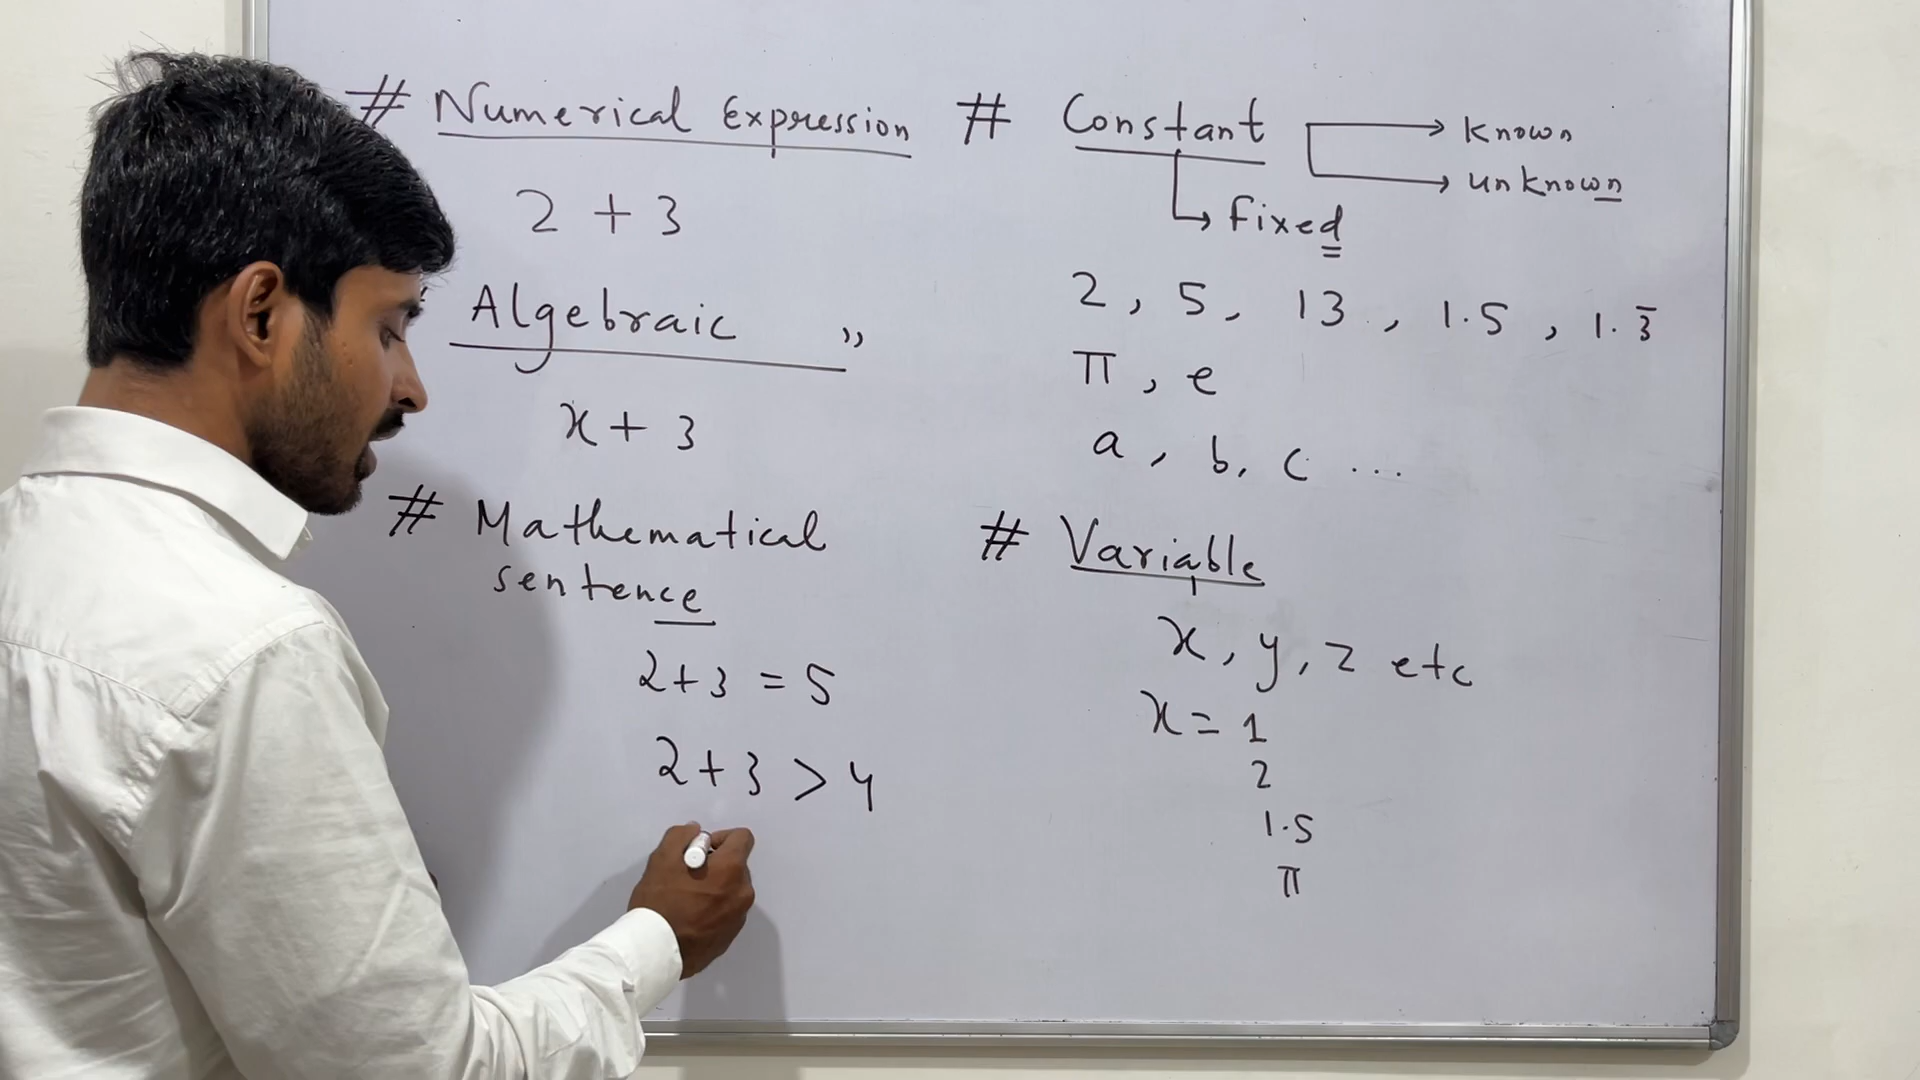 # Numerical Expression
2 + 3
Algebraic "
x + 3
# Mathematical
sentence
2+3 = 5
2+3 > 4
# Constant → known
→ unknown
↳ fixed
2, 5, 13, 1.5, 1.3̄
π, e
a, b, c ...
# Variable
x, y, z etc
x = 1
2
1.5
π